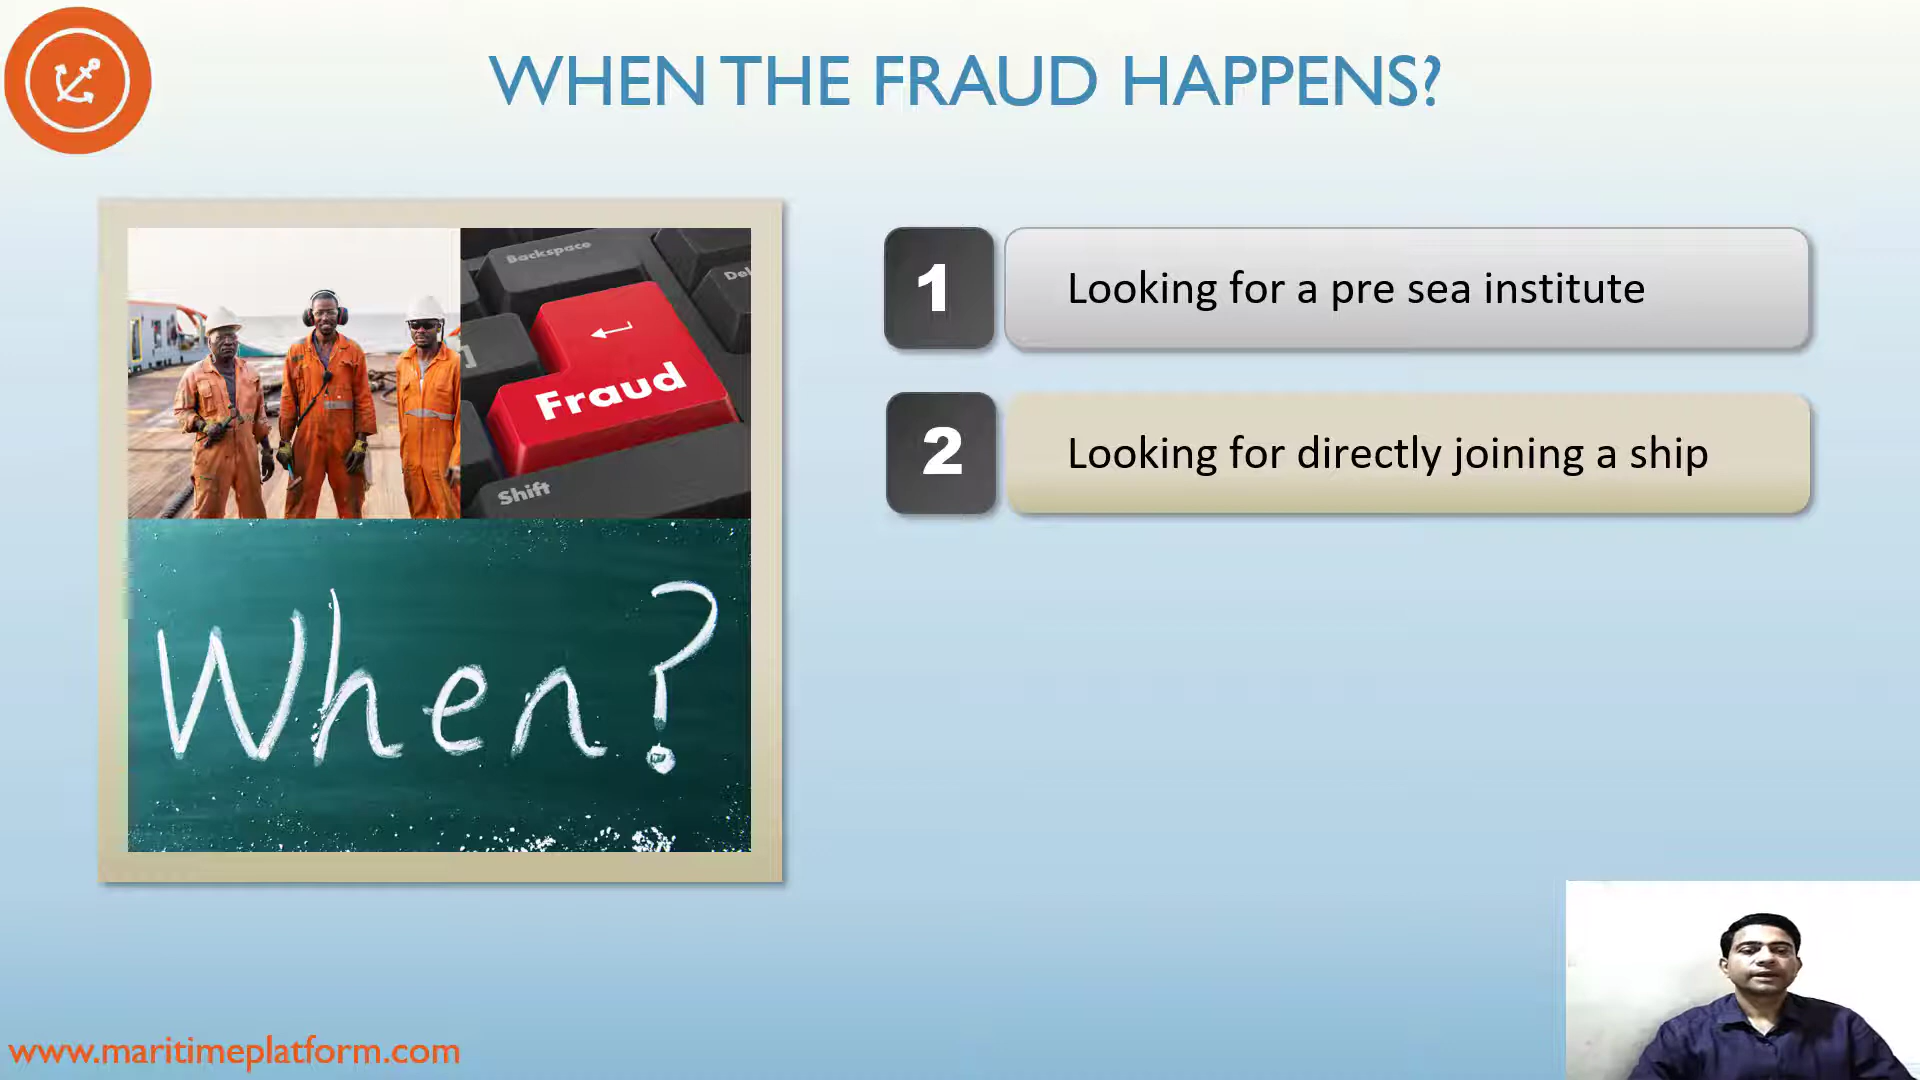 WHEN THE FRAUD HAPPENS?
Backspace
Del
]
Fraud
Shift
When?
1 Looking for a pre sea institute
2 Looking for directly joining a ship
www.maritimeplatform.com